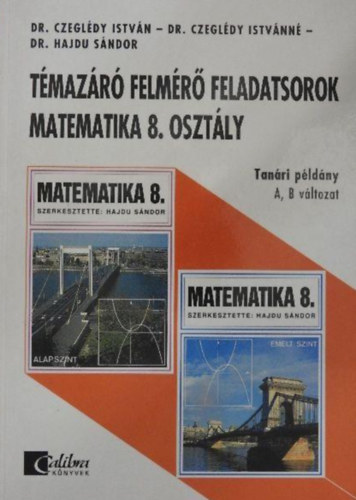 DR. CZEGLÉDY ISTVÁN – DR. CZEGLÉDY ISTVÁNNÉ –
DR. HAJDU SÁNDOR
TÉMAZÁRÓ FELMÉRŐ FELADATSOROK
MATEMATIKA 8. OSZTÁLY
Tanári példány
A, B változat
MATEMATIKA 8.
SZERKESZTETTE: HAJDU SÁNDOR
ALAPSZINT
MATEMATIKA 8.
SZERKESZTETTE: HAJDU SÁNDOR
EMELT SZINT
Calibra
KÖNYVEK